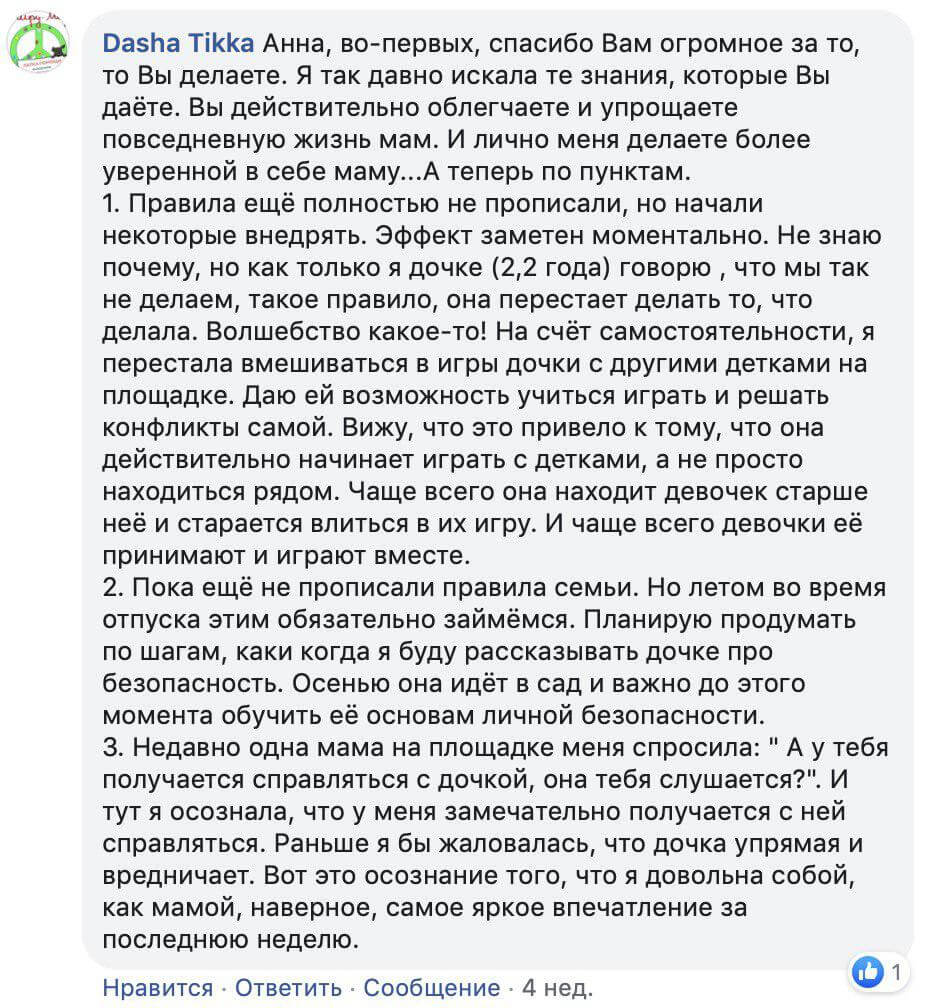 Dasha Tikka Анна, во-первых, спасибо Вам огромное за то,
то Вы делаете. Я так давно искала те знания, которые Вы
даёте. Вы действительно облегчаете и упрощаете
повседневную жизнь мам. И лично меня делаете более
уверенной в себе маму...А теперь по пунктам.
1. Правила ещё полностью не прописали, но начали
некоторые внедрять. Эффект заметен моментально. Не знаю
почему, но как только я дочке (2,2 года) говорю , что мы так
не делаем, такое правило, она перестает делать то, что
делала. Волшебство какое-то! На счёт самостоятельности, я
перестала вмешиваться в игры дочки с другими детками на
площадке. Даю ей возможность учиться играть и решать
конфликты самой. Вижу, что это привело к тому, что она
действительно начинает играть с детками, а не просто
находиться рядом. Чаще всего она находит девочек старше
неё и старается влиться в их игру. И чаще всего девочки её
принимают и играют вместе.
2. Пока ещё не прописали правила семьи. Но летом во время
отпуска этим обязательно займёмся. Планирую продумать
по шагам, каки когда я буду рассказывать дочке про
безопасность. Осенью она идёт в сад и важно до этого
момента обучить её основам личной безопасности.
3. Недавно одна мама на площадке меня спросила: " А у тебя
получается справляться с дочкой, она тебя слушается?". И
тут я осознала, что у меня замечательно получается с ней
справляться. Раньше я бы жаловалась, что дочка упрямая и
вредничает. Вот это осознание того, что я довольна собой,
как мамой, наверное, самое яркое впечатление за
последнюю неделю.
1
Нравится · Ответить · Сообщение · 4 нед.